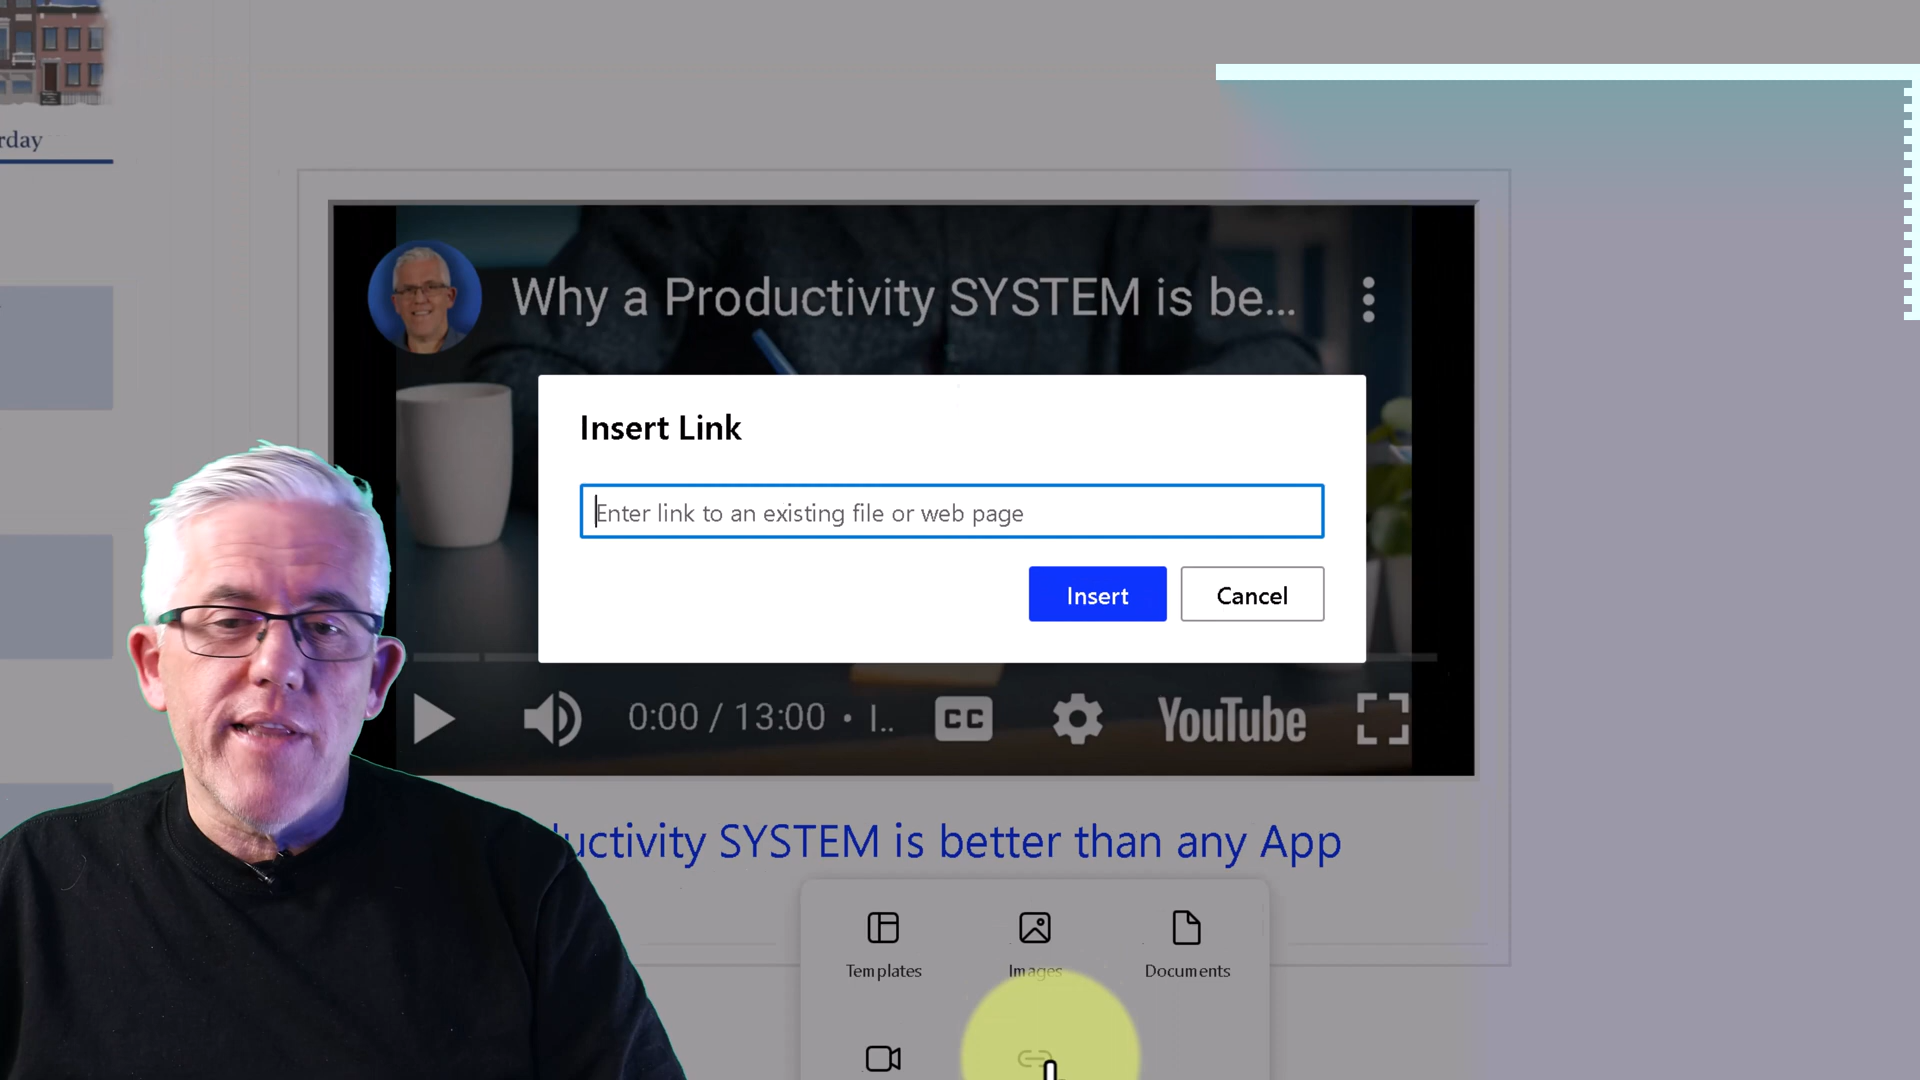 rday
Why a Productivity SYSTEM is be...
Insert Link
Enter link to an existing file or web page
Insert
Cancel
0:00 / 13:00 • I..
CC
YouTube
uctivity SYSTEM is better than any App
Templates
Images
Documents